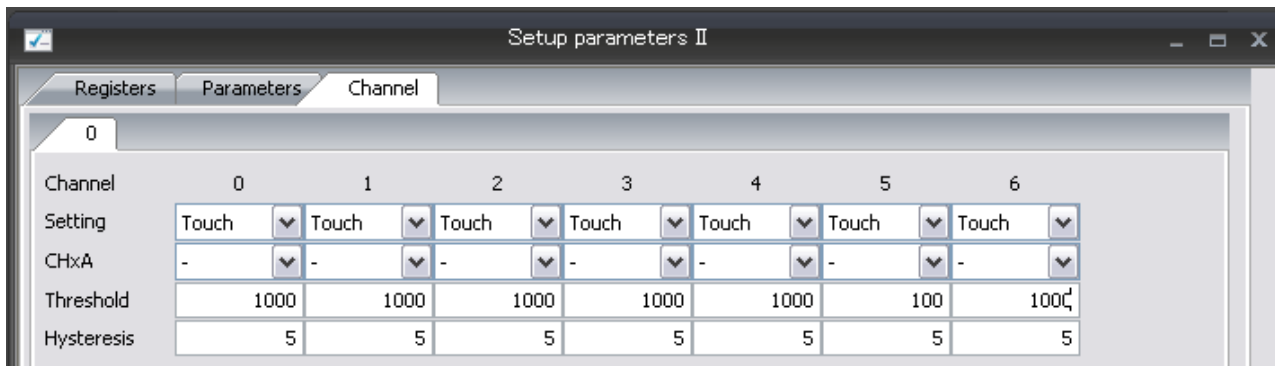 Setup parameters Ⅱ
Registers Parameters Channel
0
Channel 0 1 2 3 4 5 6
Setting Touch Touch Touch Touch Touch Touch Touch
CHxA - - - - - - -
Threshold 1000 1000 1000 1000 1000 100 1000
Hysteresis 5 5 5 5 5 5 5